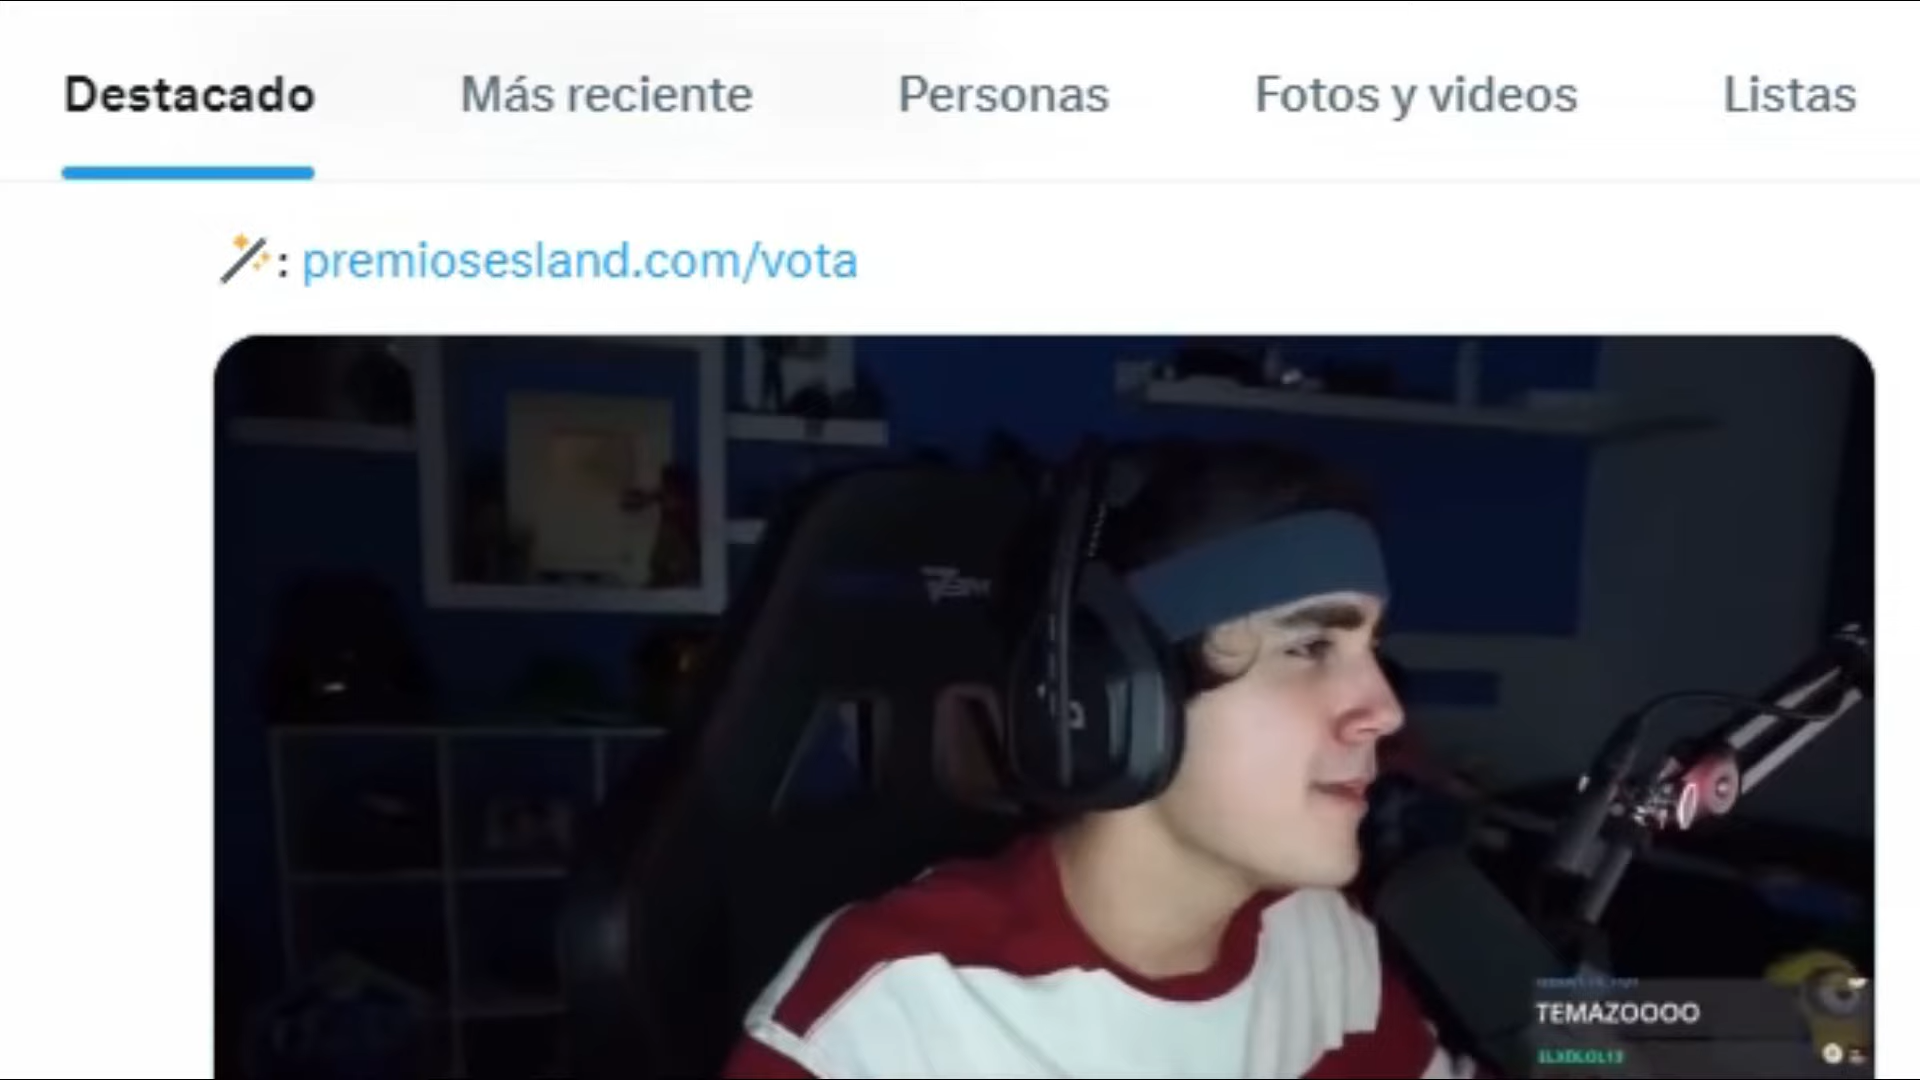 Destacado Más reciente Personas Fotos y videos Listas
: premiosesland.com/vota
TEMAZOOOO